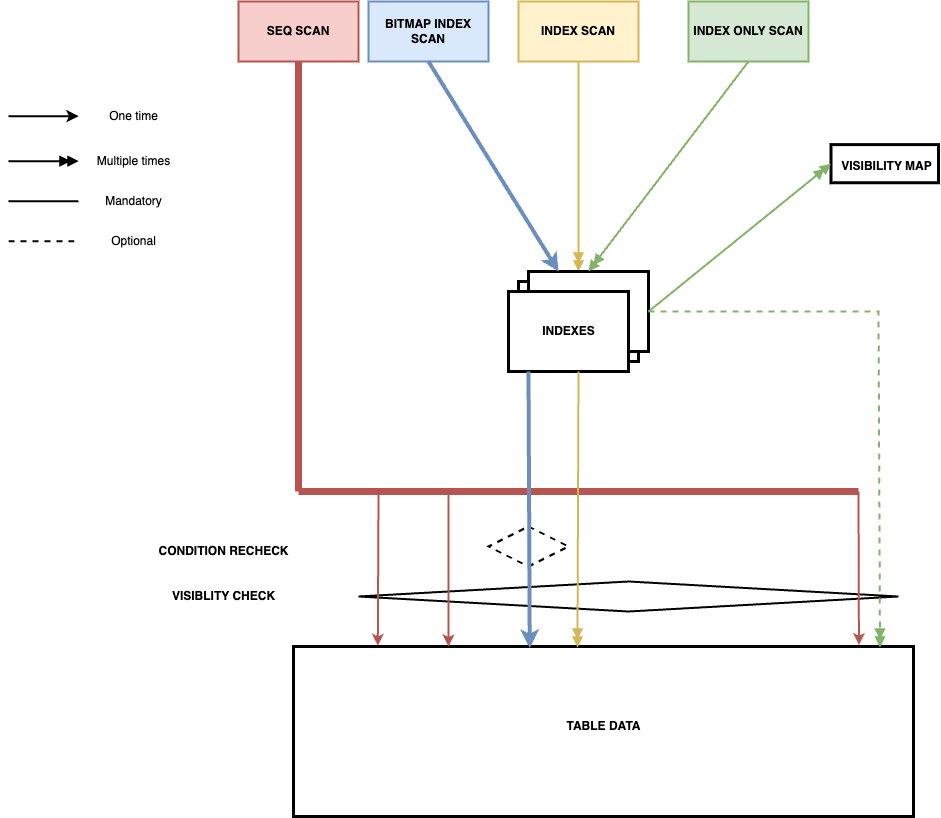 SEQ SCAN
BITMAP INDEX
SCAN
INDEX SCAN
INDEX ONLY SCAN
One time
Multiple times
Mandatory
Optional
VISIBILITY MAP
INDEXES
CONDITION RECHECK
VISIBLITY CHECK
TABLE DATA